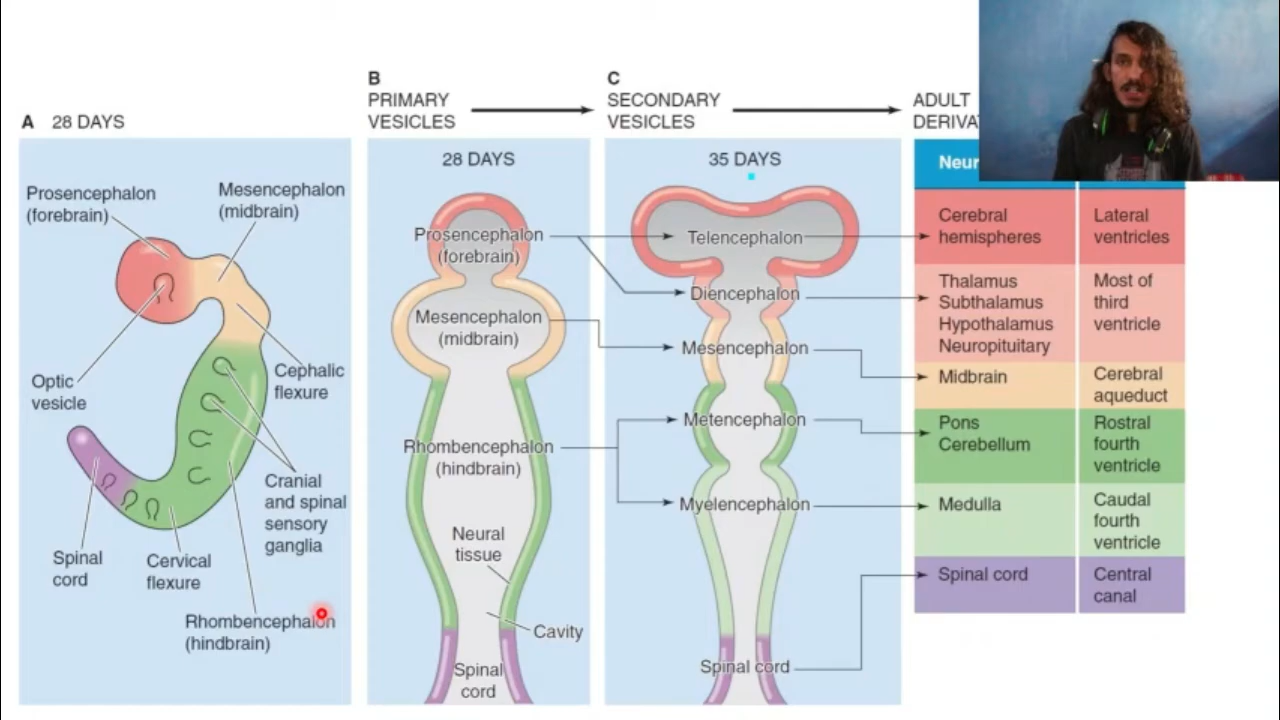 A 28 DAYS
Prosencephalon
(forebrain)
Mesencephalon
(midbrain)
Optic
vesicle
Cephalic
flexure
Cranial
and spinal
sensory
ganglia
Spinal
cord
Cervical
flexure
Rhombencephalon
(hindbrain)
B
PRIMARY
VESICLES
28 DAYS
Prosencephalon
(forebrain)
Mesencephalon
(midbrain)
Rhombencephalon
(hindbrain)
Neural
tissue
Cavity
Spinal
cord
C
SECONDARY
VESICLES
35 DAYS
Telencephalon
Diencephalon
Mesencephalon
Metencephalon
Myelencephalon
Spinal cord
ADULT
DERIVA
Neur
Cerebral
hemispheres
Lateral
ventricles
Thalamus
Subthalamus
Hypothalamus
Neuropituitary
Most of
third
ventricle
Midbrain
Cerebral
aqueduct
Pons
Cerebellum
Rostral
fourth
ventricle
Medulla
Caudal
fourth
ventricle
Spinal cord
Central
canal